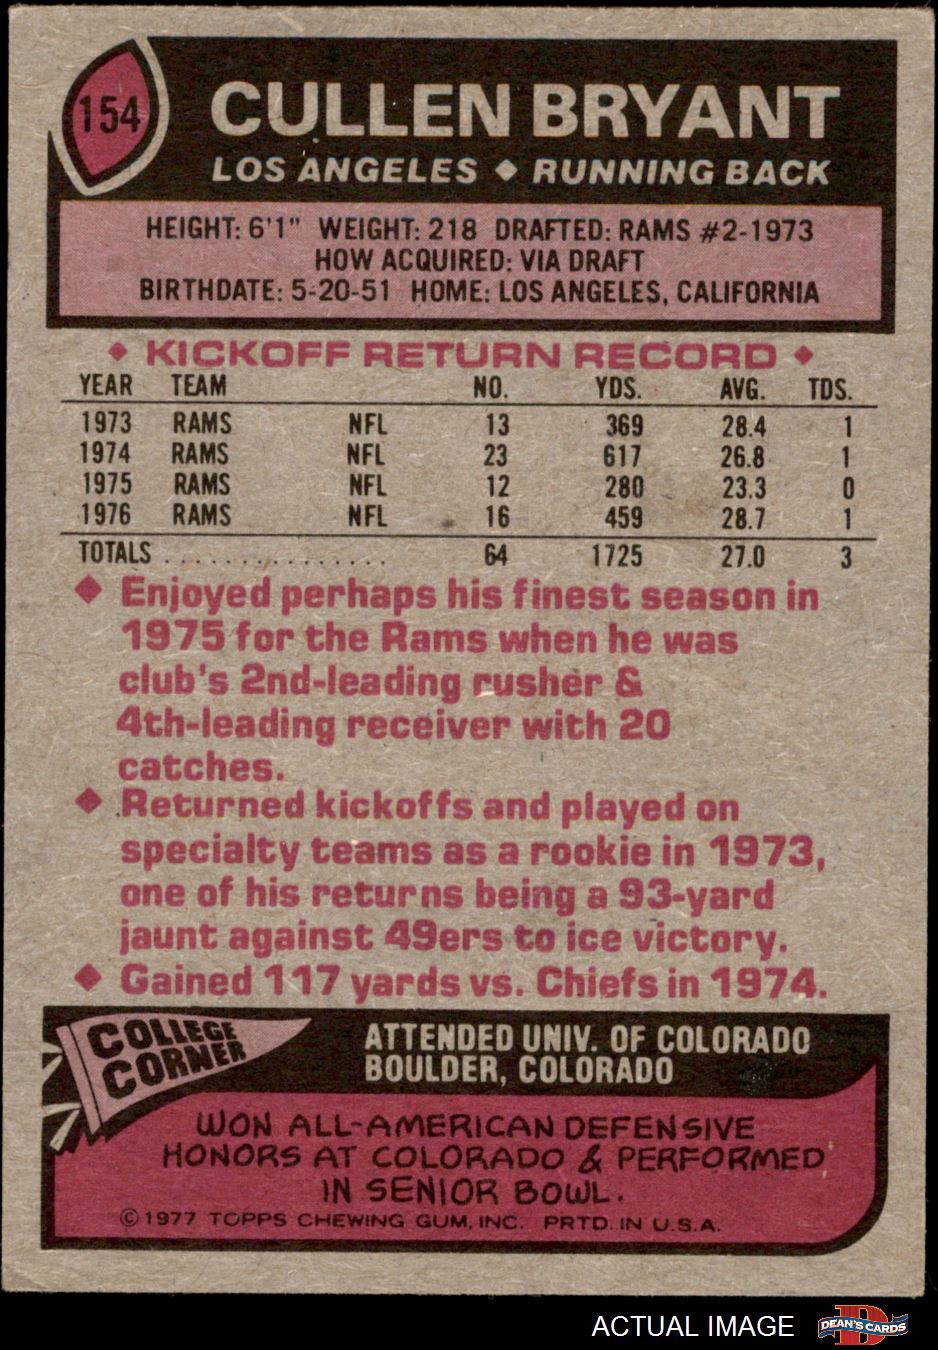 154
CULLEN BRYANT
LOS ANGELES ◆ RUNNING BACK
HEIGHT: 6'1" WEIGHT: 218 DRAFTED: RAMS #2-1973
HOW ACQUIRED: VIA DRAFT
BIRTHDATE: 5-20-51 HOME: LOS ANGELES, CALIFORNIA
◆ KICKOFF RETURN RECORD ◆
YEAR TEAM NO. YDS. AVG. TDS.
1973 RAMS NFL 13 369 28.4 1
1974 RAMS NFL 23 617 26.8 1
1975 RAMS NFL 12 280 23.3 0
1976 RAMS NFL 16 459 28.7 1
TOTALS ................ 64 1725 27.0 3
◆ Enjoyed perhaps his finest season in
1975 for the Rams when he was
club's 2nd-leading rusher &
4th-leading receiver with 20
catches.
◆ Returned kickoffs and played on
specialty teams as a rookie in 1973,
one of his returns being a 93-yard
jaunt against 49ers to ice victory.
◆ Gained 117 yards vs. Chiefs in 1974.
COLLEGE
CORNER
ATTENDED UNIV. OF COLORADO
BOULDER, COLORADO
WON ALL-AMERICAN DEFENSIVE
HONORS AT COLORADO & PERFORMED
IN SENIOR BOWL.
©1977 TOPPS CHEWING GUM, INC. PRTD. IN U.S.A.
ACTUAL IMAGE
D
DEAN'S CARDS